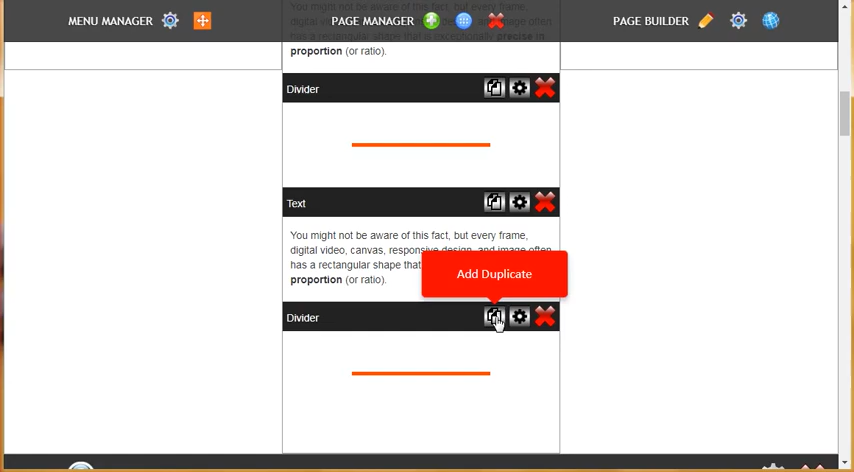 MENU MANAGER PAGE MANAGER PAGE BUILDER
You might not be aware of this fact, but every frame,
digital image often
has a rectangular shape that is exceptionally precise in
proportion (or ratio).
Divider
Text
You might not be aware of this fact, but every frame,
digital video, canvas, responsive design, and image often
has a rectangular shape that
proportion (or ratio).
Add Duplicate
Divider